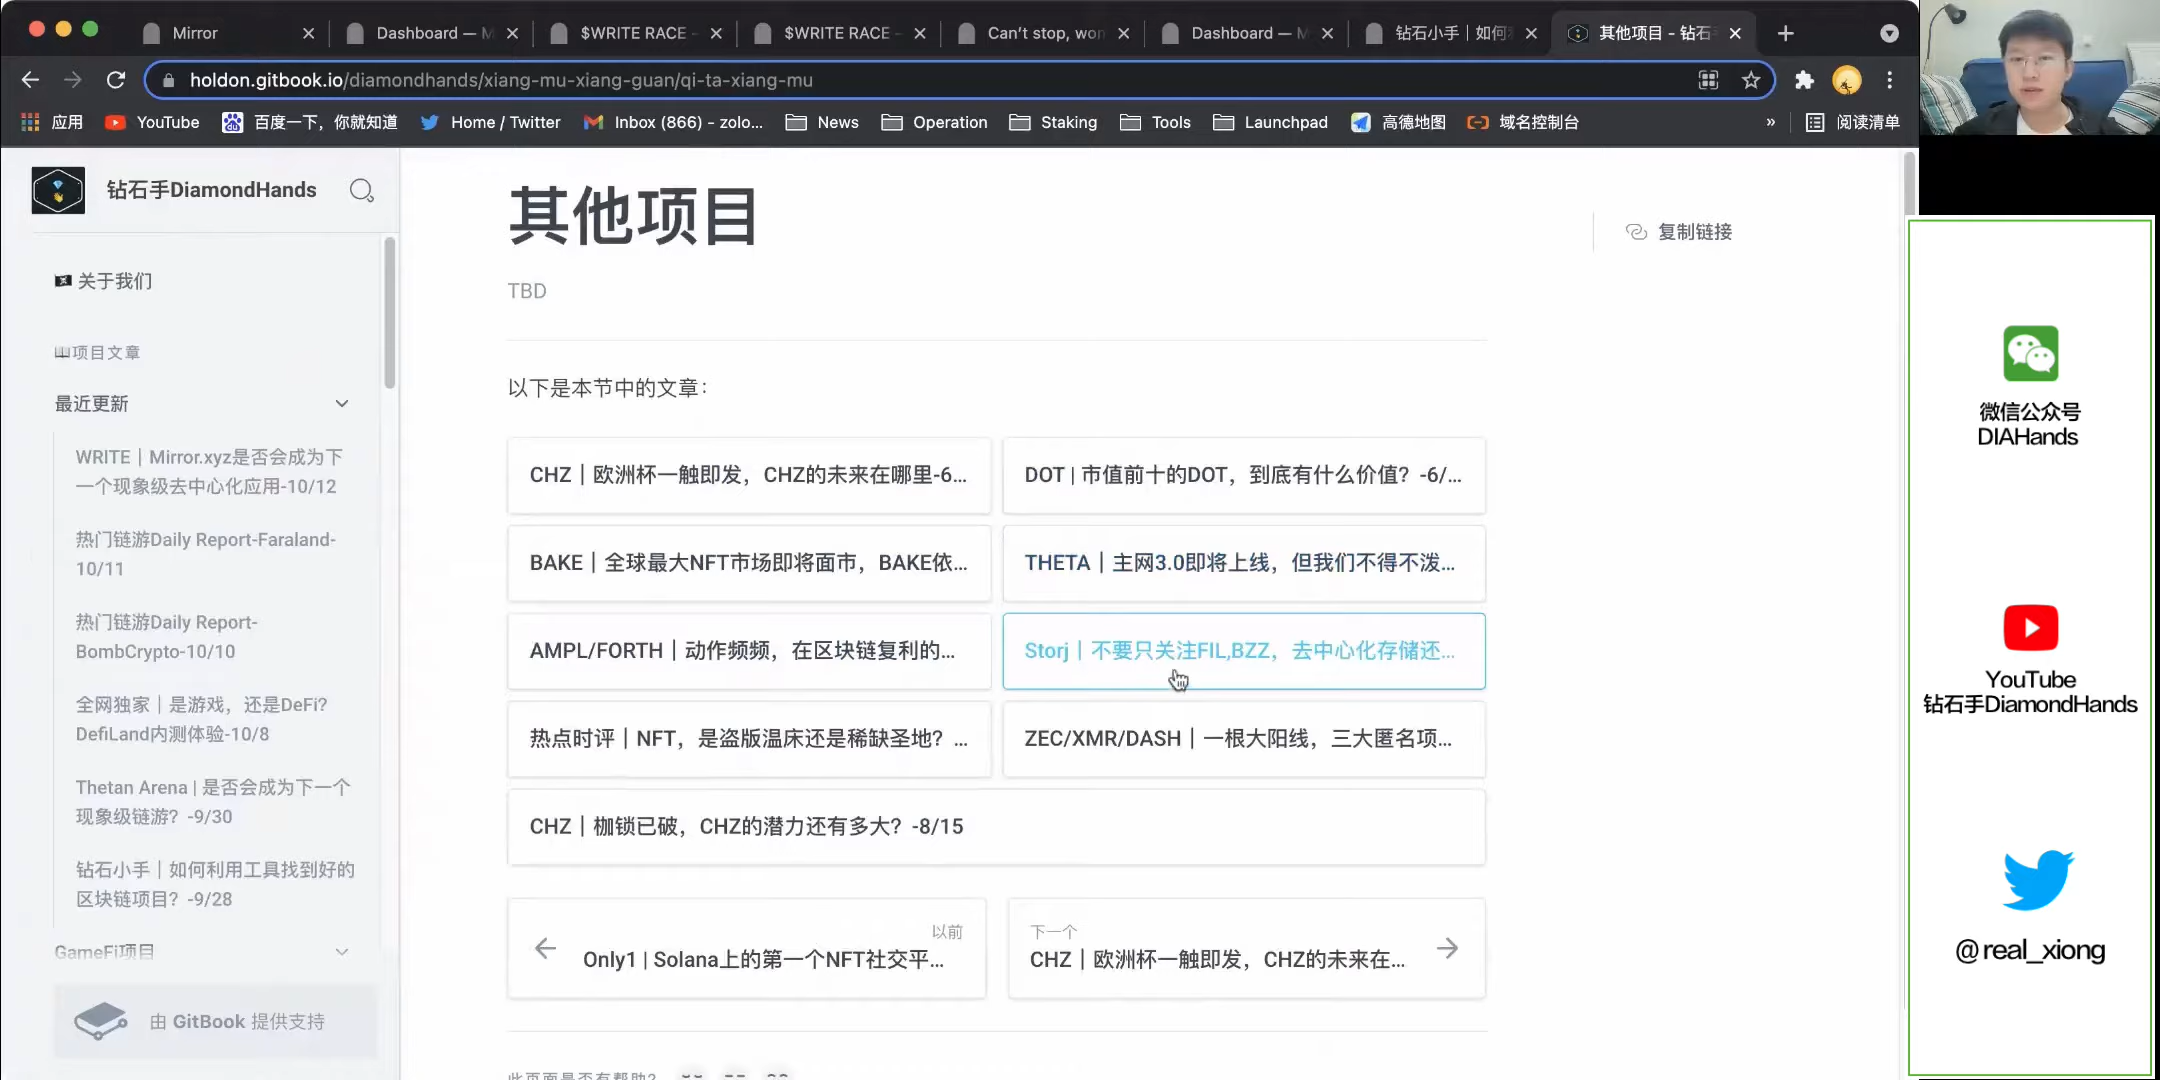 Mirror
Dashboard — M
$WRITE RACE -
$WRITE RACE -
Can't stop, won
Dashboard — M
钻石小手｜如何
其他项目 - 钻石
holdon.gitbook.io/diamondhands/xiang-mu-xiang-guan/qi-ta-xiang-mu
应用
YouTube
百度一下，你就知道
Home / Twitter
Inbox (866) - zolo...
News
Operation
Staking
Tools
Launchpad
高德地图
域名控制台
»
阅读清单
钻石手DiamondHands
关于我们
项目文章
最近更新
WRITE｜Mirror.xyz是否会成为下
一个现象级去中心化应用-10/12
热门链游Daily Report-Faraland-
10/11
热门链游Daily Report-
BombCrypto-10/10
全网独家｜是游戏，还是DeFi？
DefiLand内测体验-10/8
Thetan Arena | 是否会成为下一个
现象级链游？-9/30
钻石小手｜如何利用工具找到好的
区块链项目？-9/28
GameFi项目
由 GitBook 提供支持
其他项目
TBD
复制链接
以下是本节中的文章：
CHZ｜欧洲杯一触即发，CHZ的未来在哪里-6...
DOT | 市值前十的DOT，到底有什么价值？-6/...
BAKE｜全球最大NFT市场即将面市，BAKE依...
THETA｜主网3.0即将上线，但我们不得不泼...
AMPL/FORTH｜动作频频，在区块链复利的...
Storj｜不要只关注FIL,BZZ，去中心化存储还...
热点时评｜NFT，是盗版温床还是稀缺圣地？...
ZEC/XMR/DASH｜一根大阳线，三大匿名项...
CHZ｜枷锁已破，CHZ的潜力还有多大？-8/15
以前
Only1 | Solana上的第一个NFT社交平...
下一个
CHZ｜欧洲杯一触即发，CHZ的未来在...
此页面是否有帮助？
微信公众号
DIAHands
YouTube
钻石手DiamondHands
@real_xiong